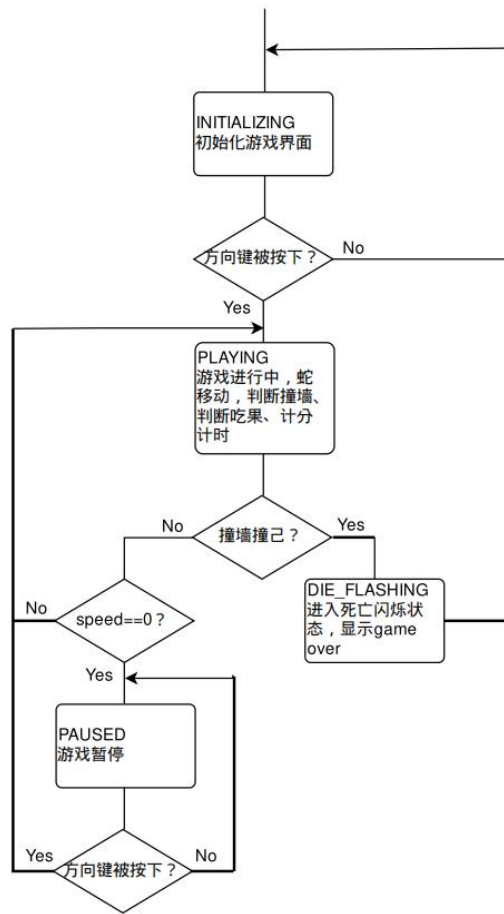 INITIALIZING
初始化游戏界面
方向键被按下？
No
Yes
PLAYING
游戏进行中，蛇
移动，判断撞墙、
判断吃果、计分
计时
撞墙撞己？
No
Yes
DIE_FLASHING
进入死亡闪烁状
态，显示game
over
speed==0？
No
Yes
PAUSED
游戏暂停
方向键被按下？
Yes
No